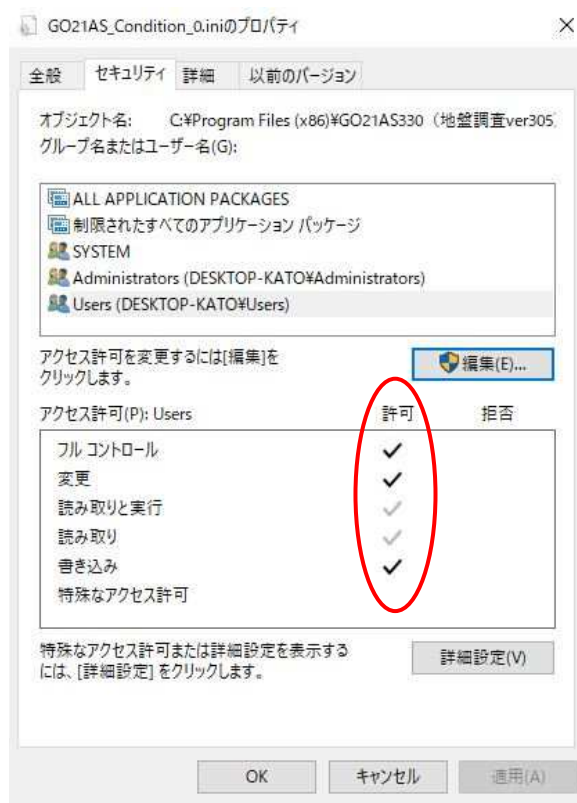 GO21AS_Condition_0.iniのプロパティ
全般 セキュリティ 詳細 以前のバージョン
オブジェクト名: C:¥Program Files (x86)¥GO21AS330（地盤調査ver305
グループ名またはユーザー名(G):
ALL APPLICATION PACKAGES
制限されたすべてのアプリケーション パッケージ
SYSTEM
Administrators (DESKTOP-KATO¥Administrators)
Users (DESKTOP-KATO¥Users)
アクセス許可を変更するには[編集]を
クリックします。
編集(E)...
アクセス許可(P): Users 許可 拒否
フル コントロール
変更
読み取りと実行
読み取り
書き込み
特殊なアクセス許可
特殊なアクセス許可または詳細設定を表示する
には、[詳細設定] をクリックします。
詳細設定(V)
OK キャンセル 適用(A)